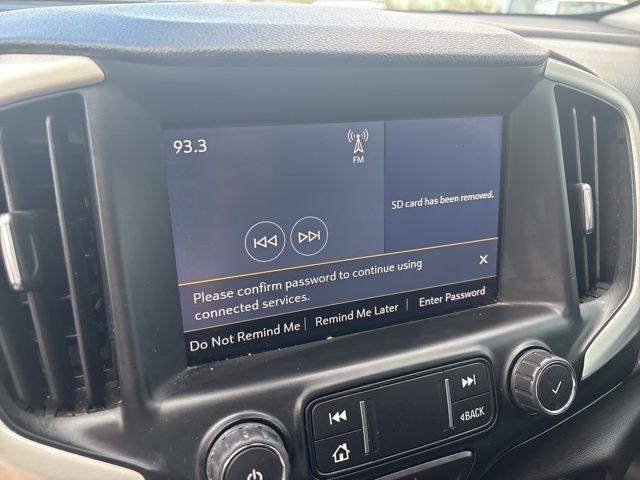 93.3
FM
SD card has been removed.
Please confirm password to continue using
connected services.
Do Not Remind Me
Remind Me Later
Enter Password
BACK